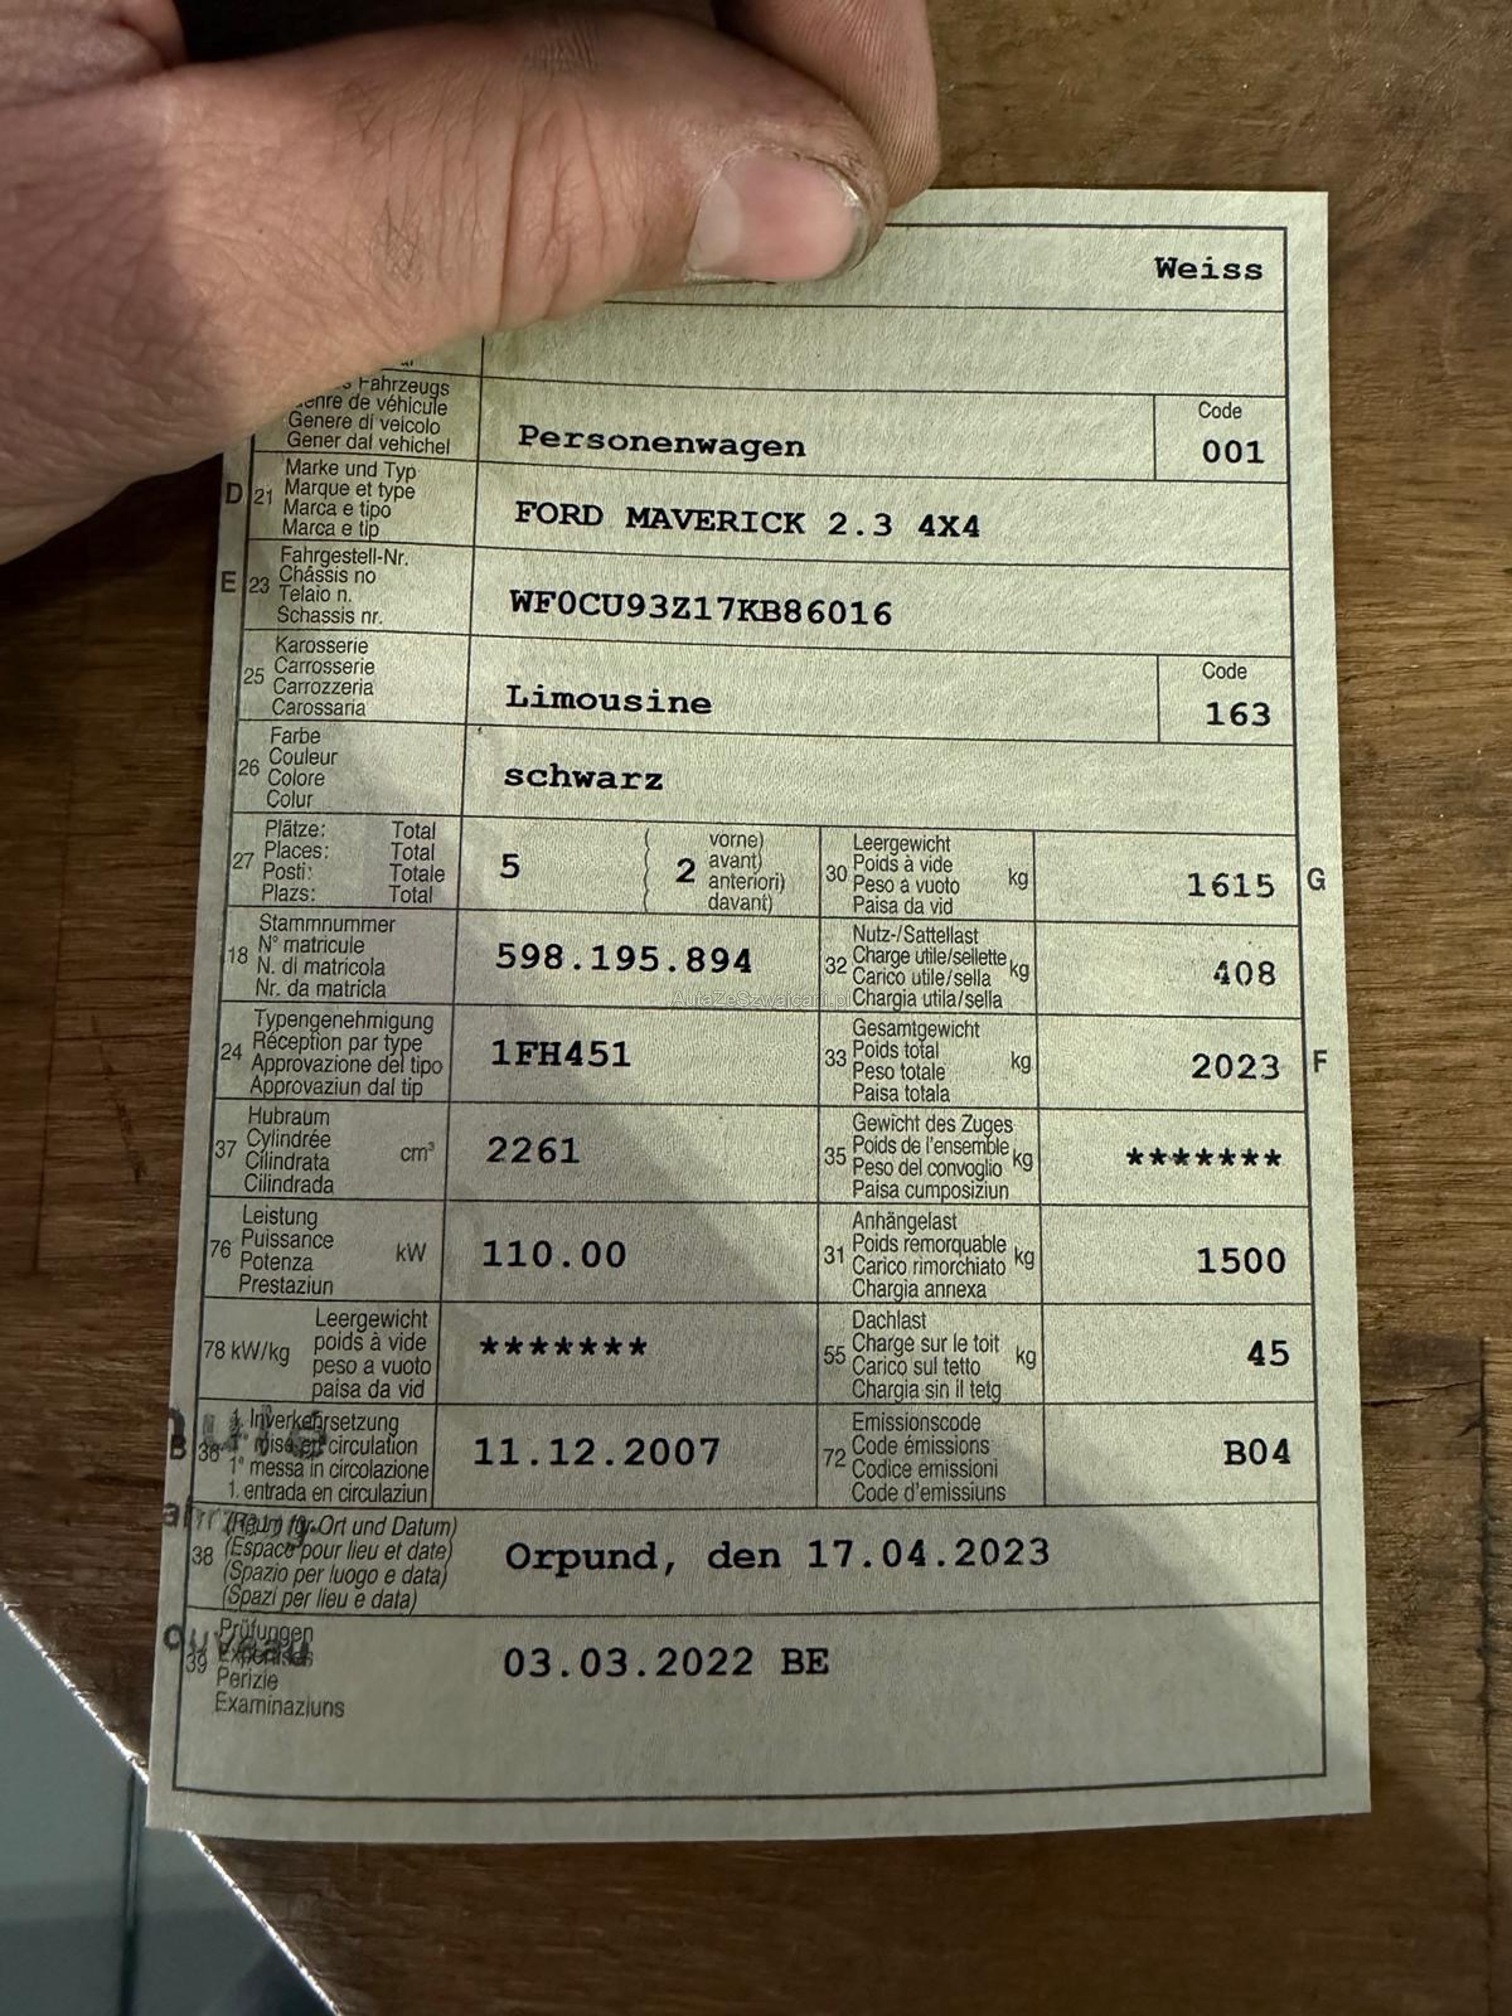 Weiss
Fahrzeugs
Genere di veicolo
Gener dal vehichel
Personenwagen
Code
001
D 21
Marke und Typ
Marque et type
Marca e tipo
Marca e tip
FORD MAVERICK 2.3 4X4
E 23
Fahrgestell-Nr.
Châssis no
Telaio n.
Schassis nr.
WF0CU93Z17KB86016
25
Karosserie
Carrosserie
Carrozzeria
Carossaria
Limousine
Code
163
26
Farbe
Couleur
Colore
Colur
schwarz
27
Plätze: Total
Places: Total
Posti: Totale
Plazs: Total
5
( 2
vorne)
avant)
anteriori)
davant)
30
Leergewicht
Poids à vide
Peso a vuoto
Paisa da vid
kg
1615
G
18
Stammnummer
N° matricule
N. di matricola
Nr. da matricla
598.195.894
32
Nutz-/Sattellast
Charge utile/sellette
Carico utile/sella
Chargia utila/sella
kg
408
AutaZeSzwajcarii.pl
24
Typengenehmigung
Réception par type
Approvazione del tipo
Approvaziun dal tip
1FH451
33
Gesamtgewicht
Poids total
Peso totale
Paisa totala
kg
2023
F
37
Hubraum
Cylindrée
Cilindrata
Cilindrada
cm³
2261
35
Gewicht des Zuges
Poids de l'ensemble
Peso del convoglio
Paisa cumposiziun
kg
*******
76
Leistung
Puissance
Potenza
Prestaziun
kW
110.00
31
Anhängelast
Poids remorquable
Carico rimorchiato
Chargia annexa
kg
1500
78 kW/kg
Leergewicht
poids à vide
peso a vuoto
paisa da vid
*******
55
Dachlast
Charge sur le toit
Carico sul tetto
Chargia sin il tetg
kg
45
B 36
1. Inverkehrsetzung
1° mise en circulation
1° messa in circolazione
1. entrada en circulaziun
11.12.2007
72
Emissionscode
Code émissions
Codice emissioni
Code d'emissiuns
B04
38
(Raum für Ort und Datum)
(Espace pour lieu et date)
(Spazio per luogo e data)
(Spazi per lieu e data)
Orpund, den 17.04.2023
39
Prüfungen
Expertises
Perizie
Examinaziuns
03.03.2022 BE